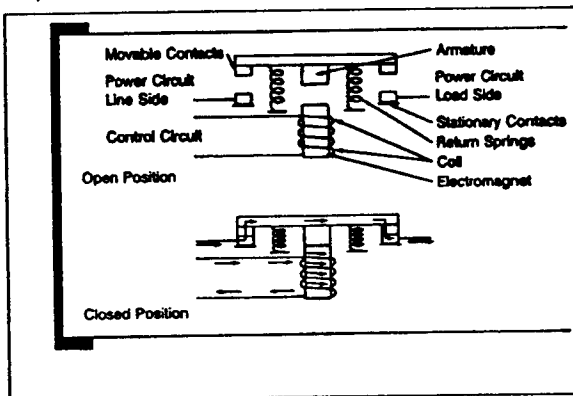 Movable Contacts
Armature
Power Circuit
Line Side
Power Circuit
Load Side
Stationary Contacts
Control Circuit
Return Springs
Coil
Electromagnet
Open Position
Closed Position